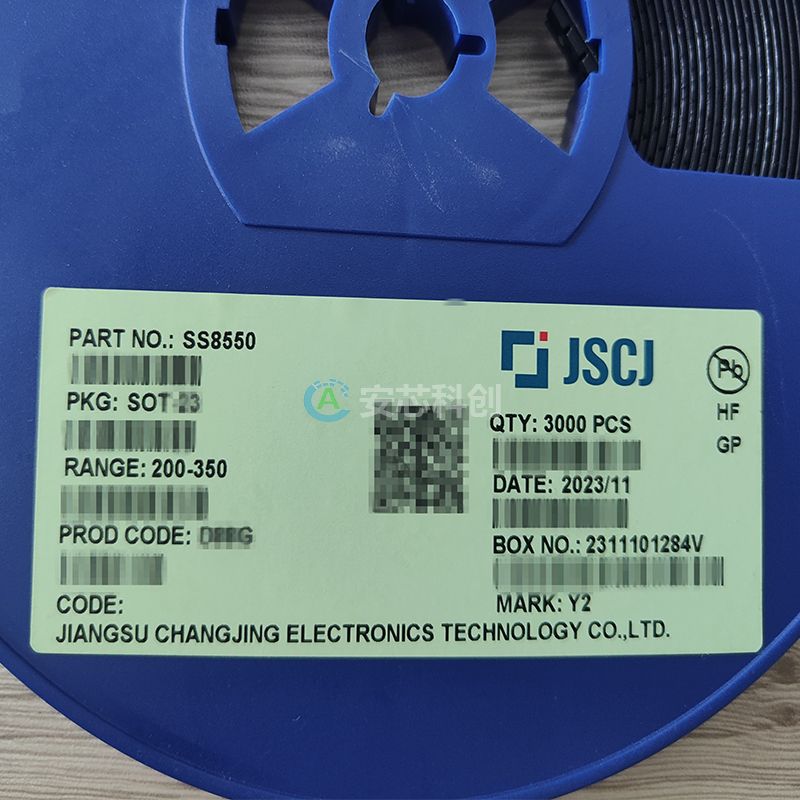 PART NO.: SS8550
PKG: SOT-23
RANGE: 200-350
PROD CODE:
CODE:
JIANGSU CHANGJING ELECTRONICS TECHNOLOGY CO.,LTD.
JSCJ
QTY: 3000 PCS
DATE: 2023/11
BOX NO.: 2311101284V
MARK: Y2
Pb
HF
GP
安芯科创